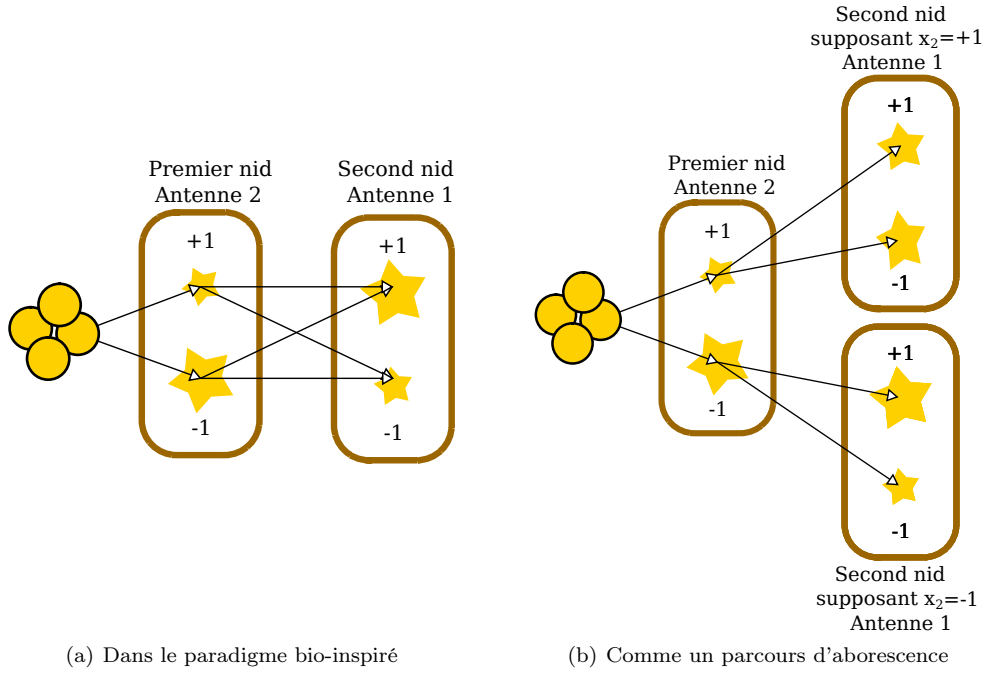 Premier nid
Antenne 2
+1
-1
Second nid
Antenne 1
+1
-1
(a) Dans le paradigme bio-inspiré
Premier nid
Antenne 2
+1
-1
Second nid
supposant x₂=+1
Antenne 1
+1
-1
+1
-1
Second nid
supposant x₂=-1
Antenne 1
(b) Comme un parcours d'aborescence